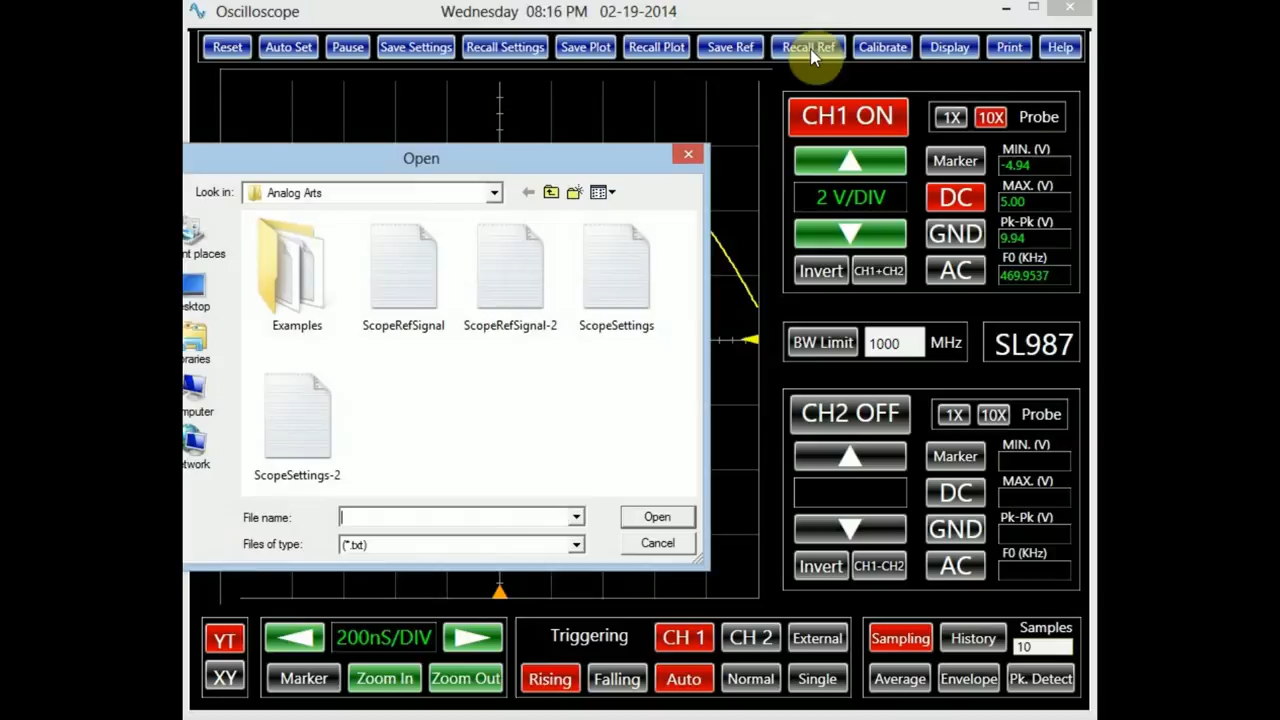 Oscilloscope Wednesday 08:16 PM 02-19-2014
Reset Auto Set Pause Save Settings Recall Settings Save Plot Recall Plot Save Ref Recall Ref Calibrate Display Print Help
CH1 ON
1X 10X Probe
2 V/DIV
Marker
DC
GND
AC
Invert CH1+CH2
MIN. (V)
-4.94
MAX. (V)
5.00
Pk-Pk (V)
9.94
F0 (KHz)
469.9537
Open
Look in: Analog Arts
nt places
sktop
raries
mputer
twork
Examples ScopeRefSignal ScopeRefSignal-2 ScopeSettings
ScopeSettings-2
File name: Open
Files of type: (*.txt) Cancel
BW Limit 1000 MHz SL987
CH2 OFF
1X 10X Probe
Marker
DC
GND
AC
Invert CH1-CH2
MIN. (V)
MAX. (V)
Pk-Pk (V)
F0 (KHz)
YT 200nS/DIV
XY Marker Zoom In Zoom Out
Triggering CH 1 CH 2 External
Rising Falling Auto Normal Single
Sampling History Samples
10
Average Envelope Pk. Detect